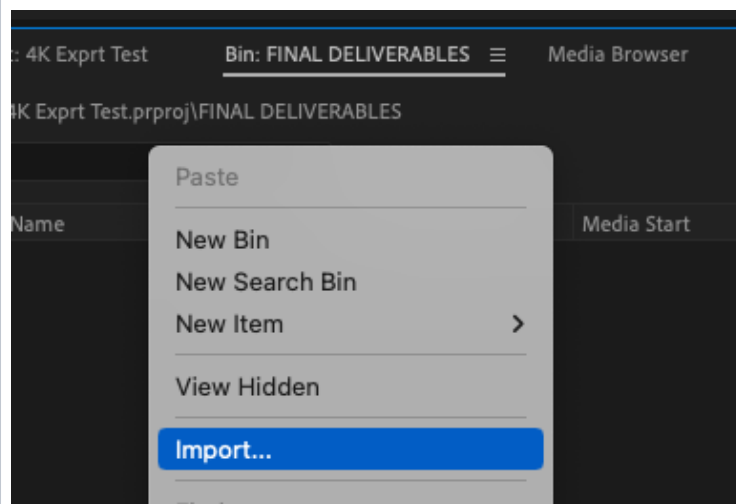 : 4K Exprt Test
Bin: FINAL DELIVERABLES
Media Browser
4K Exprt Test.prproj\FINAL DELIVERABLES
Name
Media Start
Paste
New Bin
New Search Bin
New Item
View Hidden
Import...